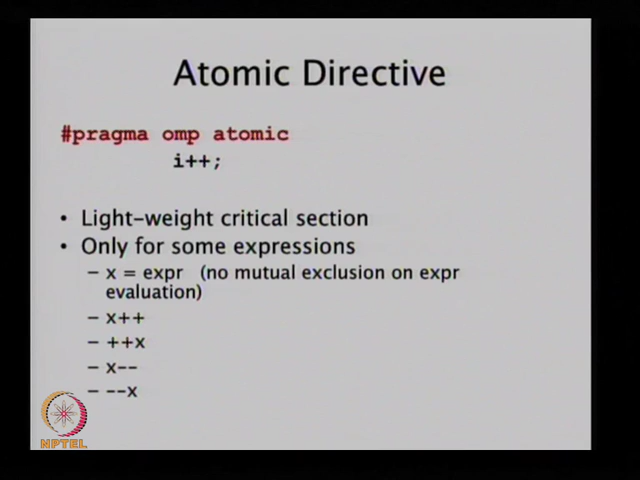 Atomic Directive
#pragma omp atomic
i++;
• Light-weight critical section
• Only for some expressions
– x = expr (no mutual exclusion on expr
evaluation)
– x++
– ++x
– x--
– --x
NPTEL